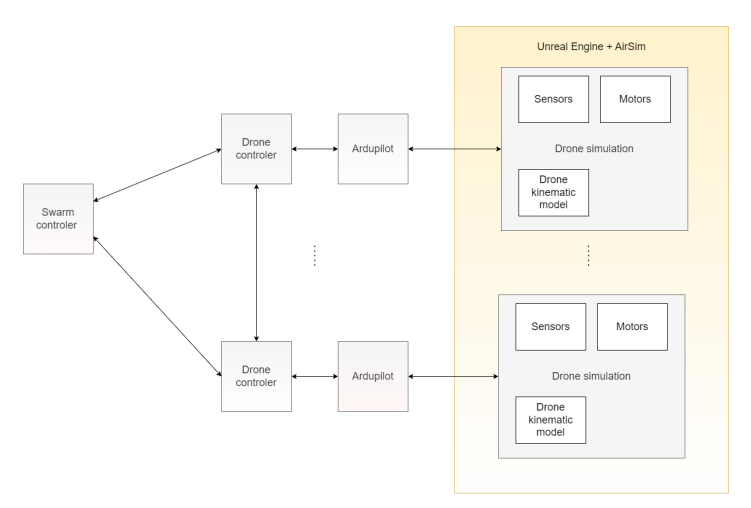 Unreal Engine + AirSim
Sensors
Motors
Drone
controler
Ardupilot
Drone simulation
Drone
kinematic
model
Swarm
controler
Sensors
Motors
Drone
controler
Ardupilot
Drone simulation
Drone
kinematic
model